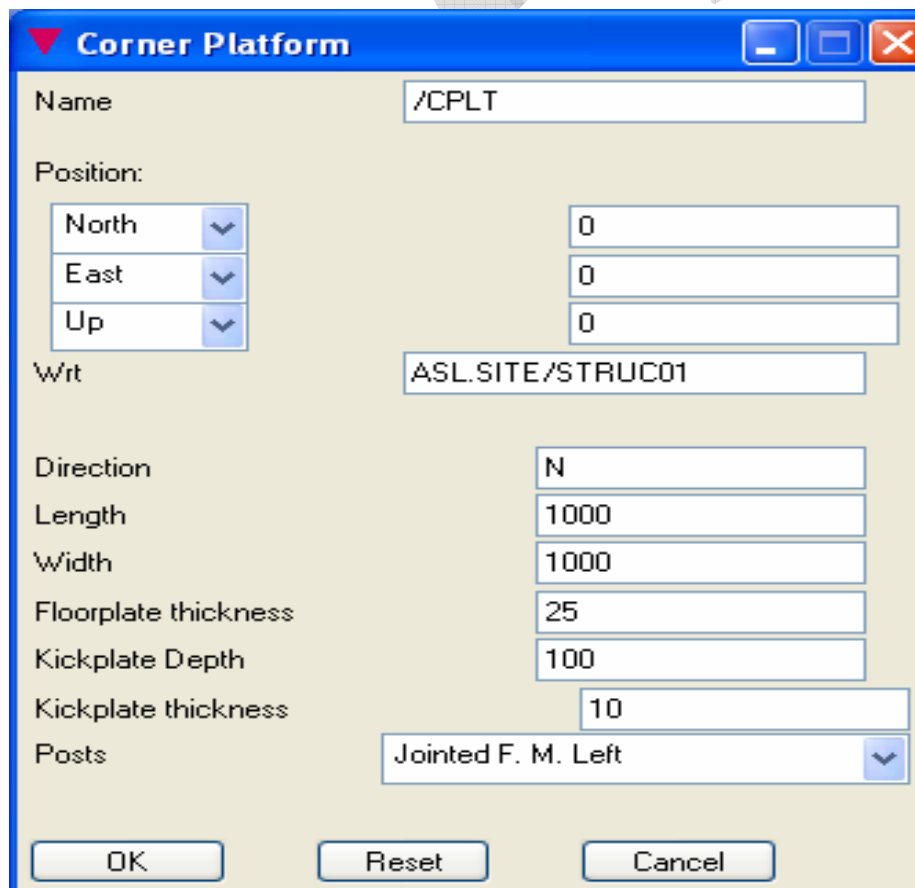 Corner Platform
Name /CPLT
Position:
North 0
East 0
Up 0
Wrt ASL.SITE/STRUC01
Direction N
Length 1000
Width 1000
Floorplate thickness 25
Kickplate Depth 100
Kickplate thickness 10
Posts Jointed F. M. Left
OK Reset Cancel